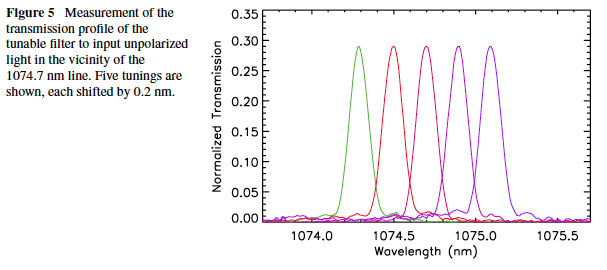 Figure 5 Measurement of the
transmission profile of the
tunable filter to input unpolarized
light in the vicinity of the
1074.7 nm line. Five tunings are
shown, each shifted by 0.2 nm.
Normalized Transmission
0.35
0.30
0.25
0.20
0.15
0.10
0.05
0.00
1074.0 1074.5 1075.0 1075.5
Wavelength (nm)